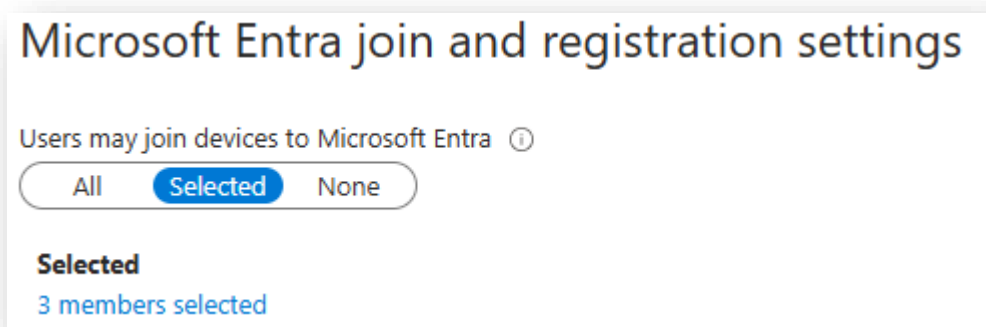 Microsoft Entra join and registration settings
Users may join devices to Microsoft Entra
All Selected None
Selected
3 members selected